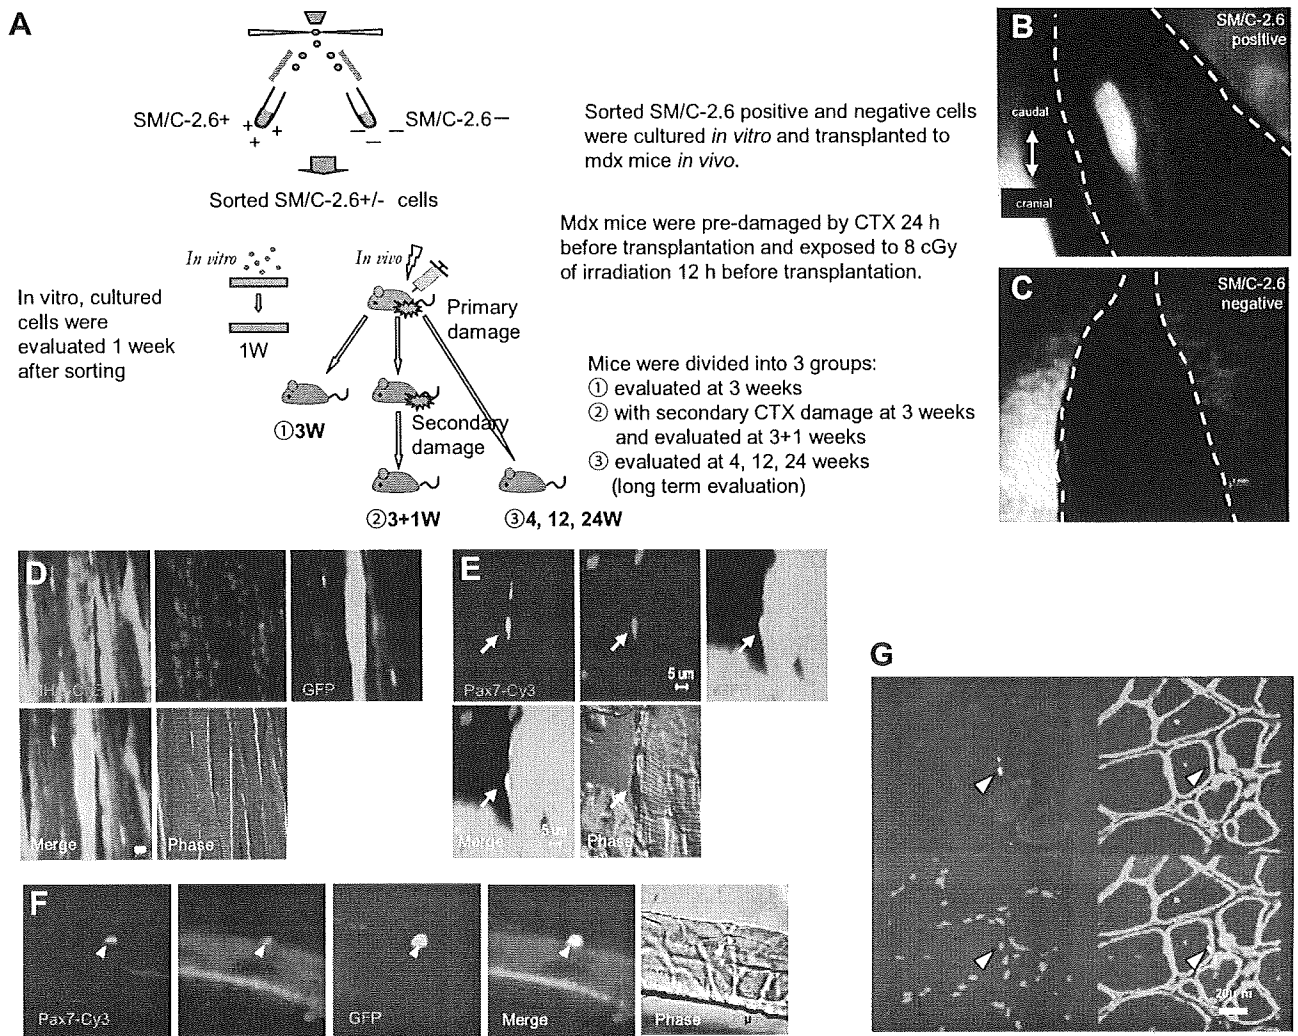 A
SM/C-2.6+
+ + +
— — —
SM/C-2.6—
Sorted SM/C-2.6+/- cells
Sorted SM/C-2.6 positive and negative cells
were cultured in vitro and transplanted to
mdx mice in vivo.
Mdx mice were pre-damaged by CTX 24 h
before transplantation and exposed to 8 cGy
of irradiation 12 h before transplantation.
In vitro
In vivo
In vitro, cultured
cells were
evaluated 1 week
after sorting
1W
Primary
damage
Secondary
damage
①3W
②3+1W
③4, 12, 24W
Mice were divided into 3 groups:
① evaluated at 3 weeks
② with secondary CTX damage at 3 weeks
and evaluated at 3+1 weeks
③ evaluated at 4, 12, 24 weeks
(long term evaluation)
B
SM/C-2.6
positive
caudal
cranial
C
SM/C-2.6
negative
D
GFP
Merge
Phase
E
Pax7-Cy3
5 um
Merge
5 um
Phase
F
Pax7-Cy3
GFP
Merge
Phase
G